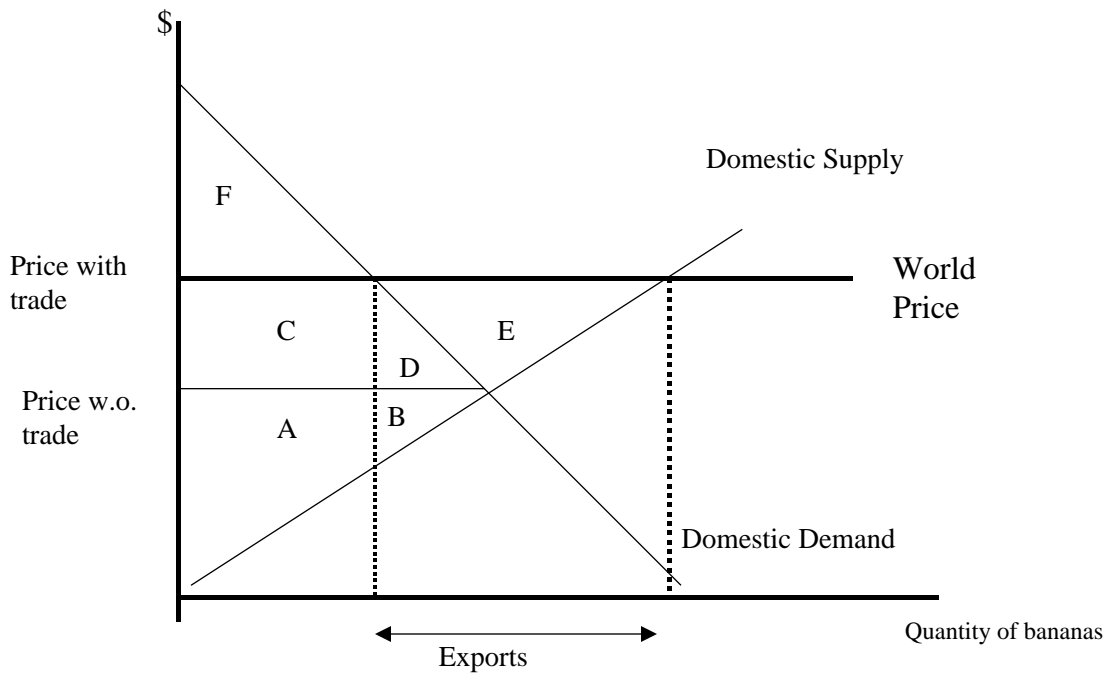 $
Domestic Supply
F
Price with
trade
World
Price
C
E
D
Price w.o.
trade
B
A
Domestic Demand
Quantity of bananas
Exports